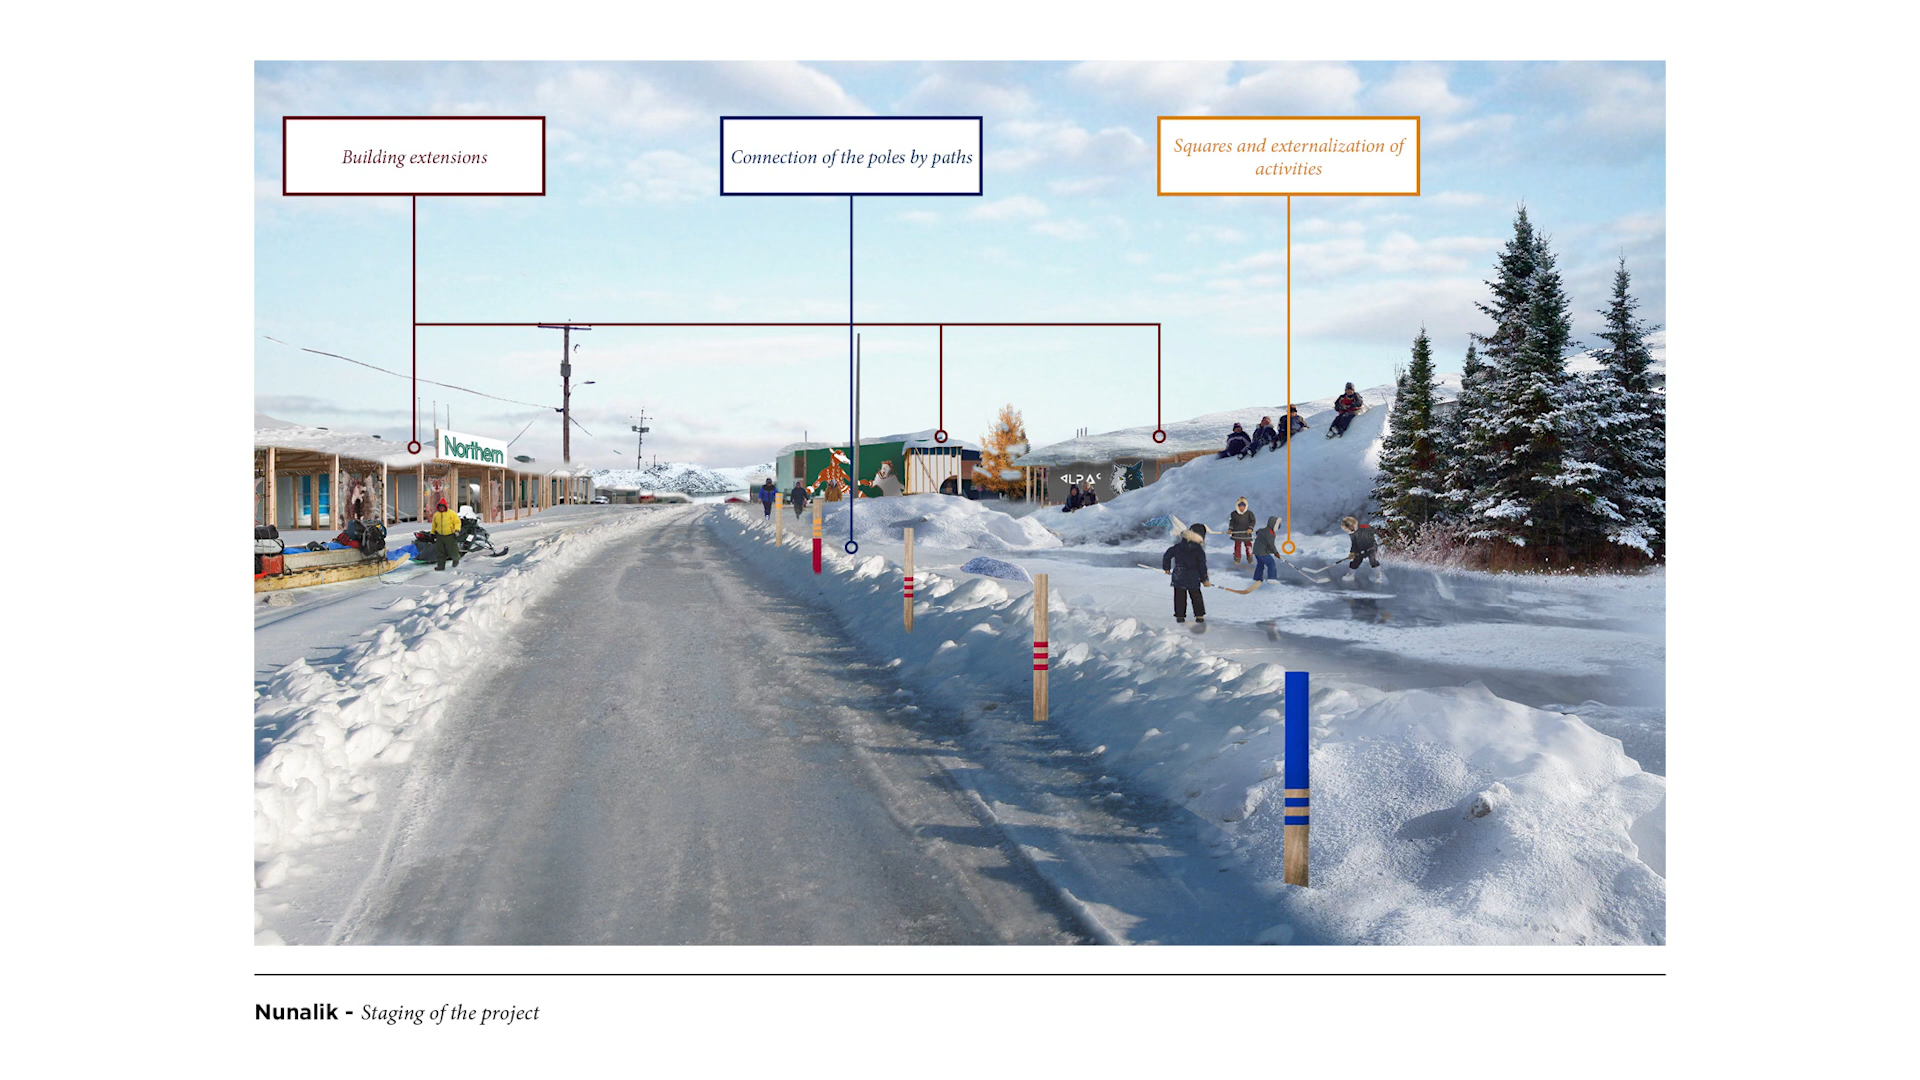 Building extensions
Connection of the poles by paths
Squares and externalization of
activities
Northern
ᐊᒪᕈᐃᑦ
Nunalik - Staging of the project